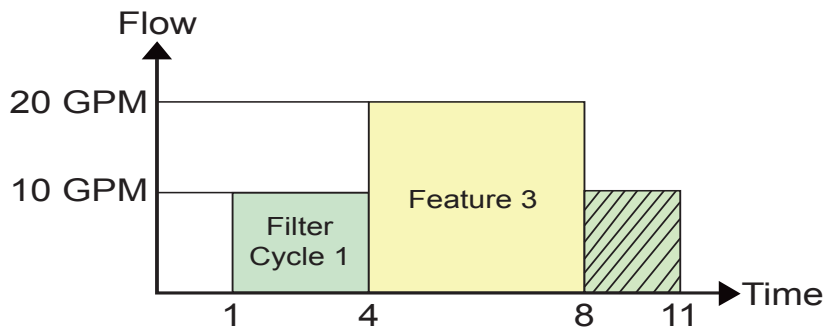 Flow
20 GPM
10 GPM
Filter
Cycle 1
Feature 3
Time
1
4
8
11